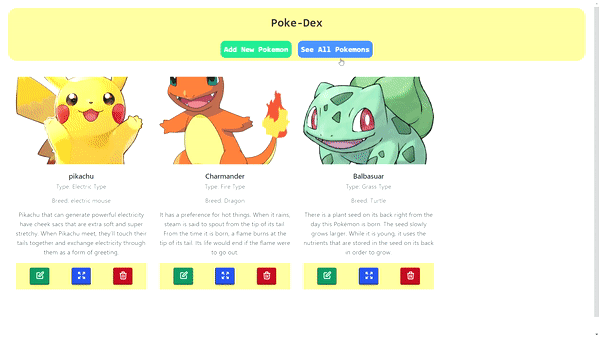 Poke-Dex
Add New Pokemon
See All Pokemons
pikachu
Type: Electric Type
Breed: electric Mouse
Pikachu that can generate powerful electricity
have cheek sacs that are extra soft and super
stretchy. When Pikachu meet, they'll touch their
tails together and exchange electricity through
them as a form of greeting.
Charmander
Type: Fire Type
Breed: Dragon
It has a preference for hot things. When it rains,
steam is said to spout from the tip of its tail.
From the time it is born, a flame burns at the
tip of its tail. Its life would end if the flame were
to go out.
Balbasuar
Type: Grass Type
Breed: Turtle
There is a plant seed on its back right from the
day this Pokémon is born. The seed slowly
grows larger. While it is young, it uses the
nutrients that are stored in the seed on its back
in order to grow.